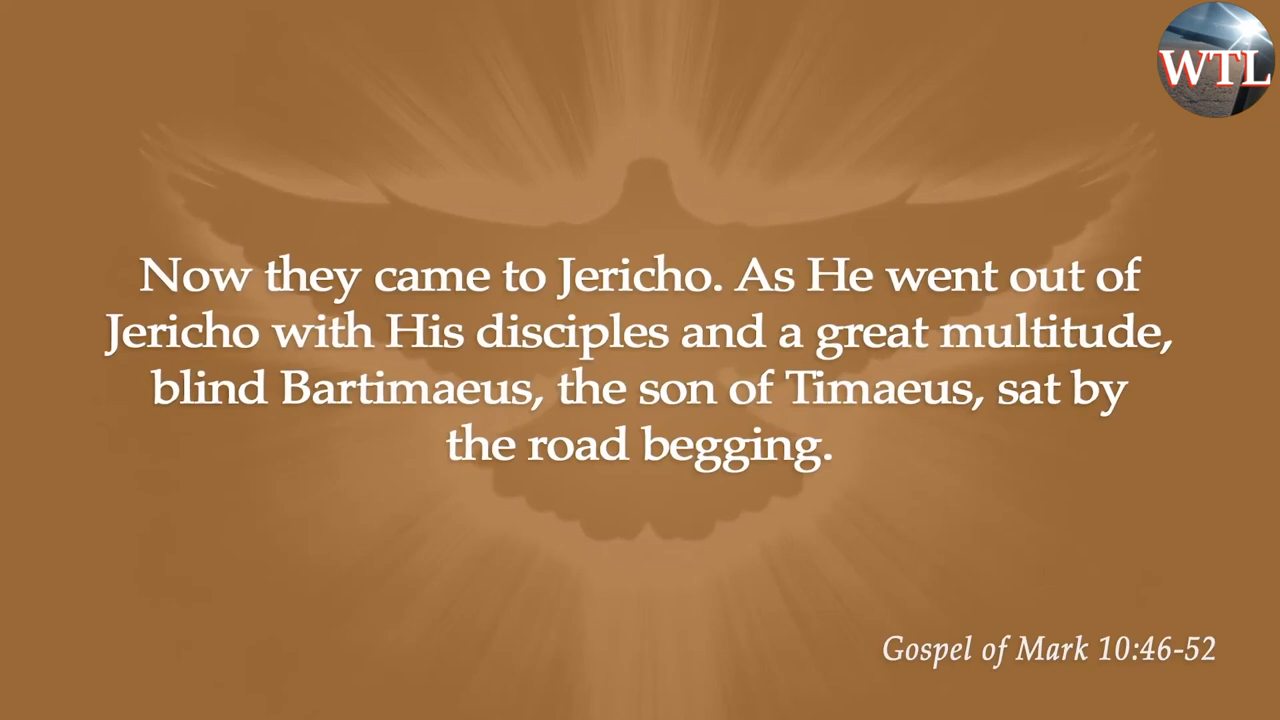 WTL
Now they came to Jericho. As He went out of
Jericho with His disciples and a great multitude,
blind Bartimaeus, the son of Timaeus, sat by
the road begging.
Gospel of Mark 10:46-52